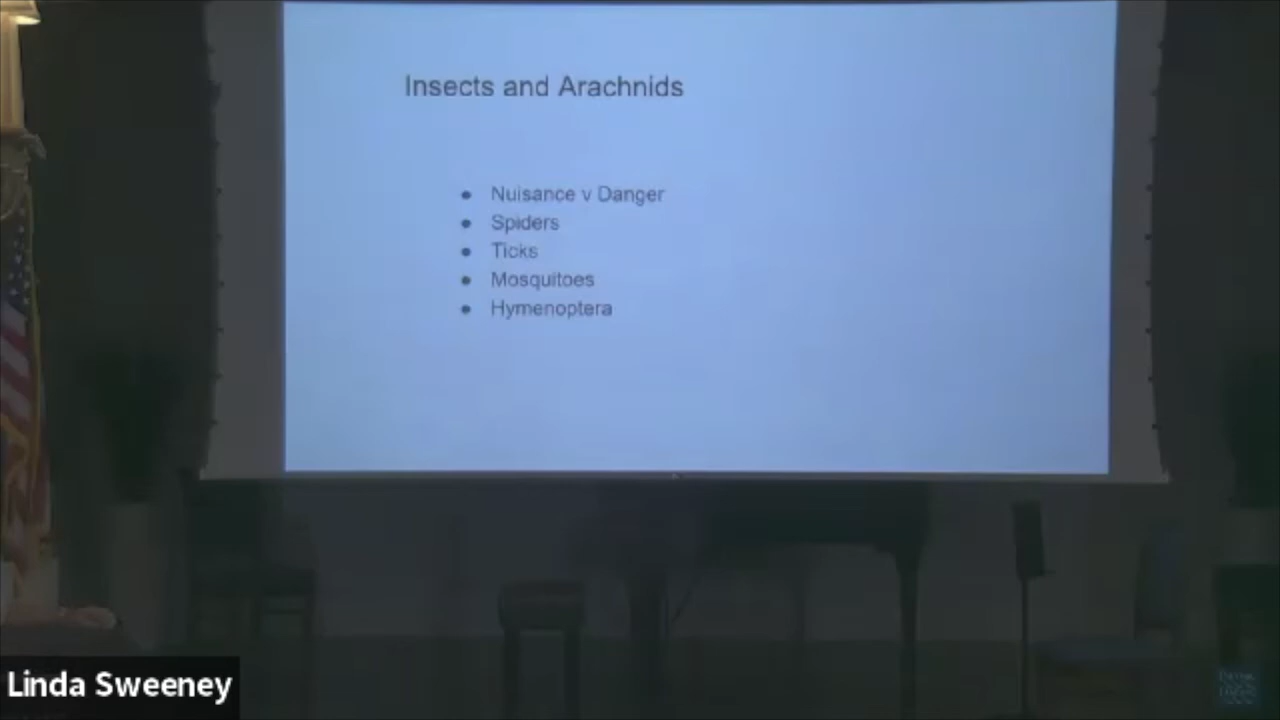 Insects and Arachnids
● Nuisance v Danger
● Spiders
● Ticks
● Mosquitoes
● Hymenoptera
Linda Sweeney